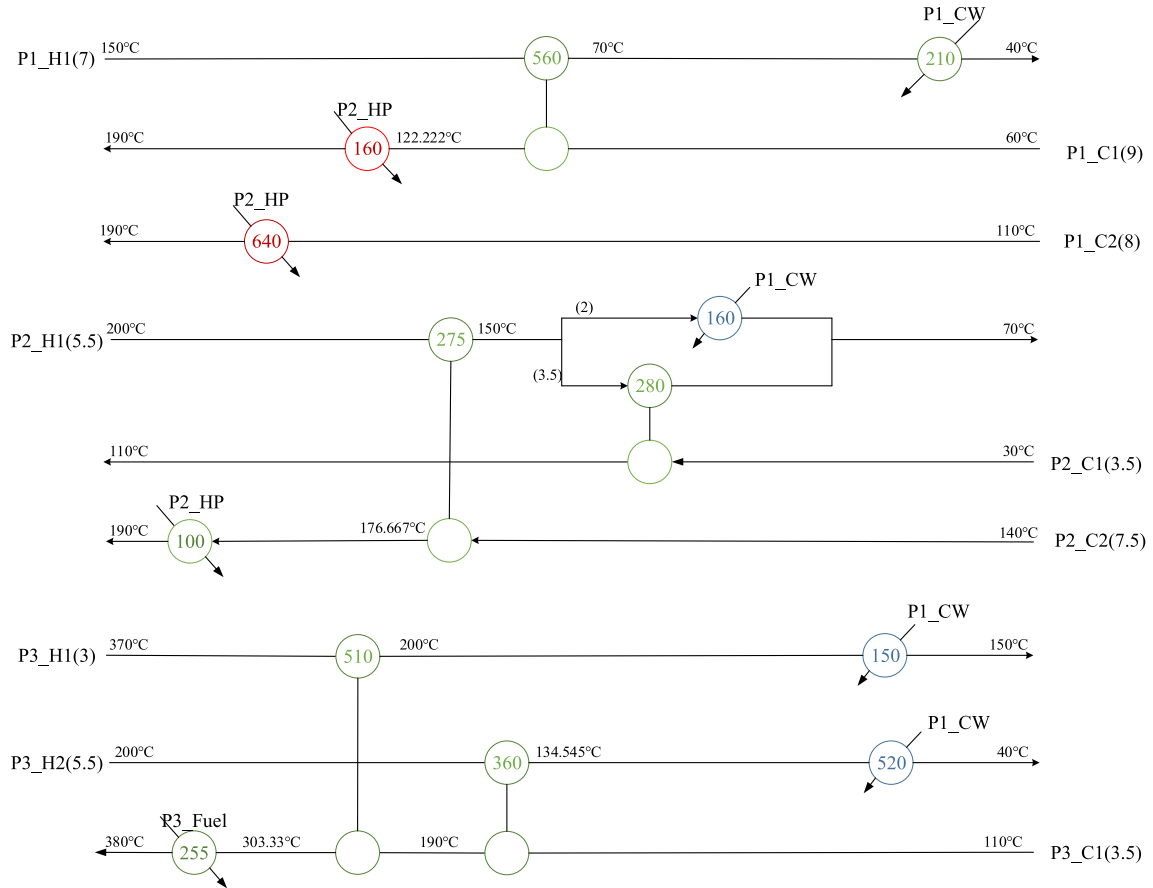 P1_CW
P1_H1(7) 150℃ 560 70℃ 210 40℃
P2_HP
190℃ 160 122.222℃ 60℃ P1_C1(9)
P2_HP
190℃ 640 110℃ P1_C2(8)
P1_CW
(2) 160
P2_H1(5.5) 200℃ 275 150℃ 70℃
(3.5) 280
110℃ 30℃ P2_C1(3.5)
P2_HP
190℃ 100 176.667℃ 140℃ P2_C2(7.5)
P1_CW
P3_H1(3) 370℃ 510 200℃ 150 150℃
P1_CW
P3_H2(5.5) 200℃ 360 134.545℃ 520 40℃
P3_Fuel
380℃ 255 303.33℃ 190℃ 110℃ P3_C1(3.5)